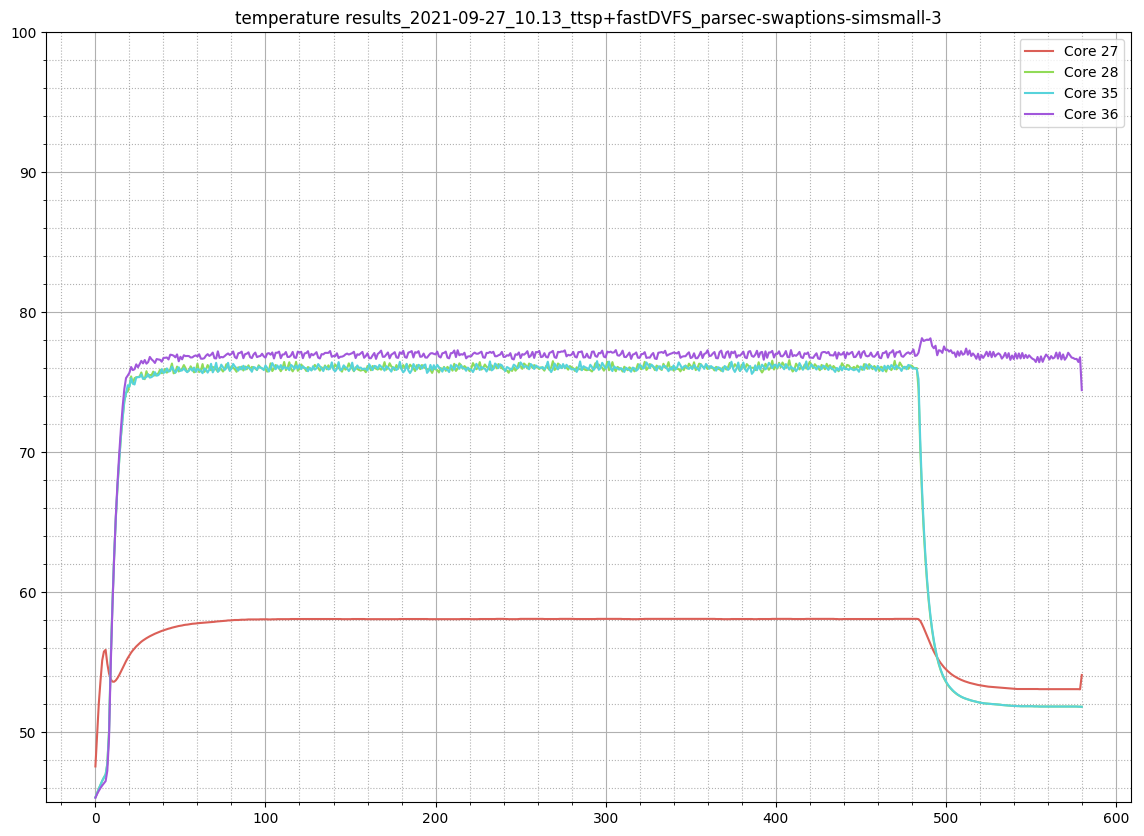 temperature results_2021-09-27_10.13_ttsp+fastDVFS_parsec-swaptions-simsmall-3
Core 27
Core 28
Core 35
Core 36
100
90
80
70
60
50
0 100 200 300 400 500 600